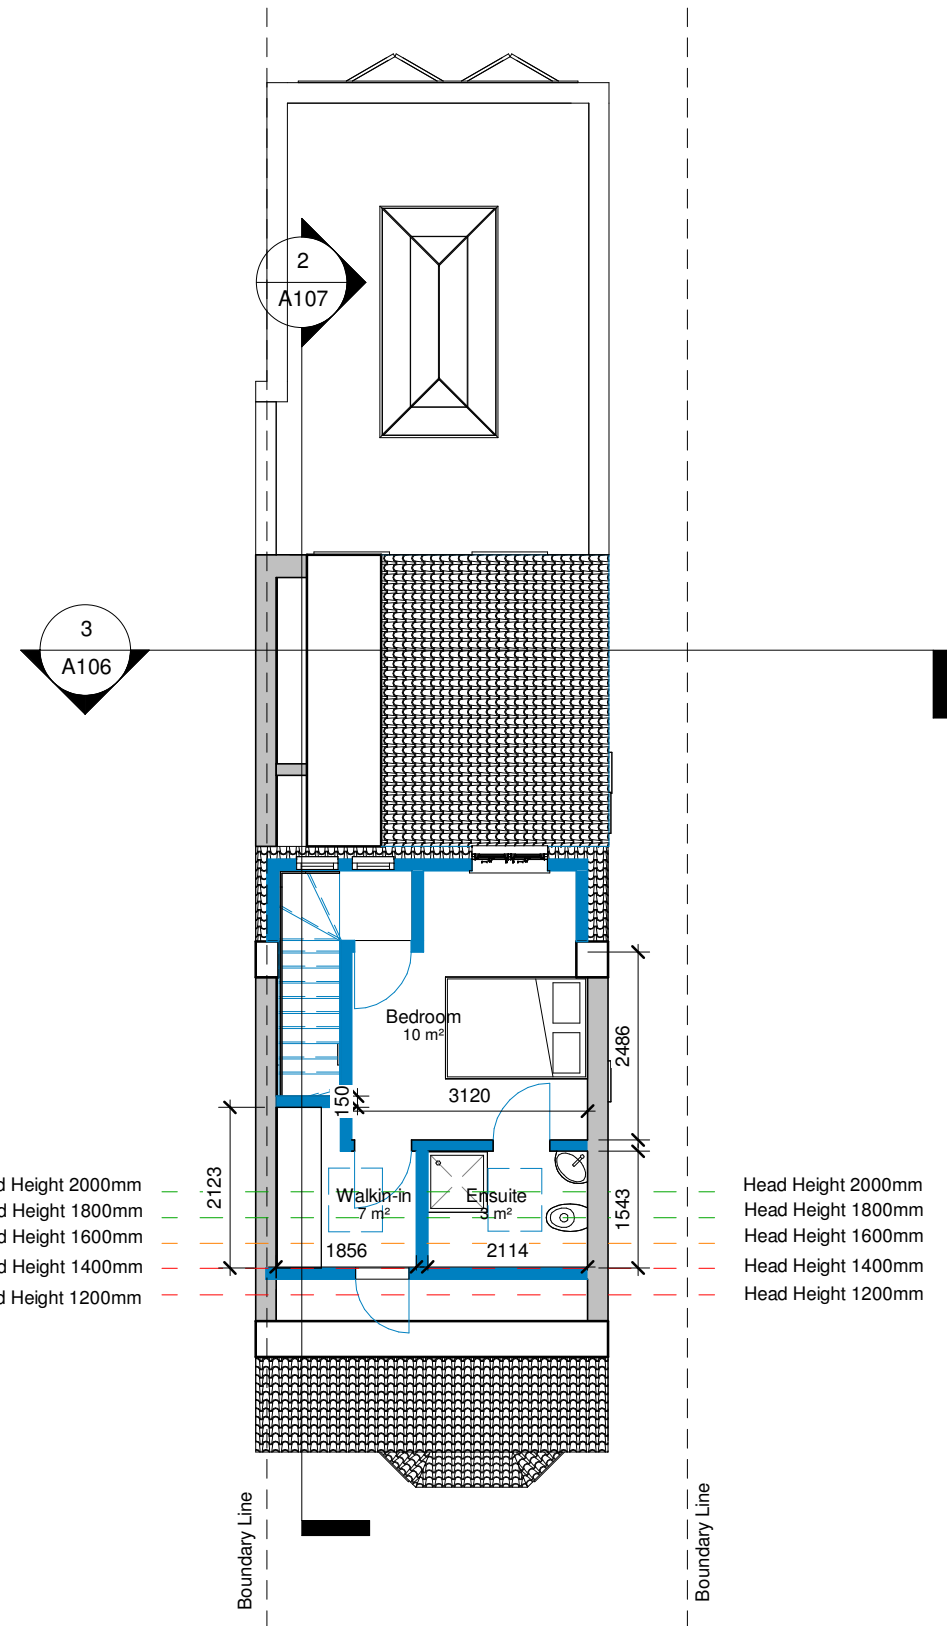 2
A107
3
A106
Bedroom
10 m²
2486
150
3120
2123
Walkin-in
7 m²
Ensuite
3 m²
1543
1856
2114
d Height 2000mm
d Height 1800mm
d Height 1600mm
d Height 1400mm
d Height 1200mm
Head Height 2000mm
Head Height 1800mm
Head Height 1600mm
Head Height 1400mm
Head Height 1200mm
Boundary Line
Boundary Line